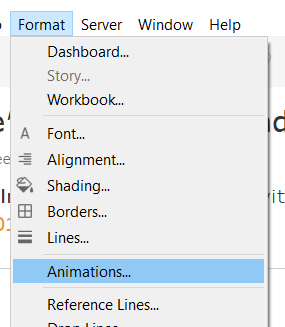 Format Server Window Help
Dashboard...
Story...
Workbook...
Font...
Alignment...
Shading...
Borders...
Lines...
Animations...
Reference Lines...